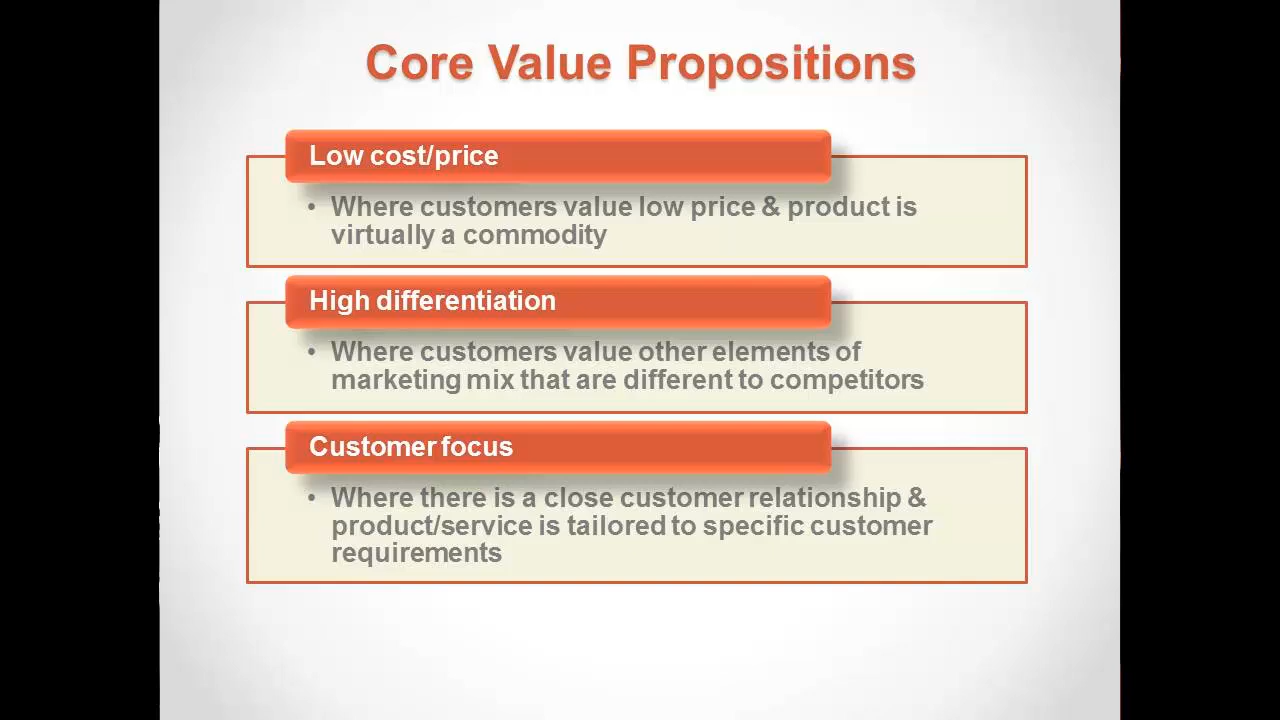 Core Value Propositions
Low cost/price
• Where customers value low price & product is
virtually a commodity
High differentiation
• Where customers value other elements of
marketing mix that are different to competitors
Customer focus
• Where there is a close customer relationship &
product/service is tailored to specific customer
requirements